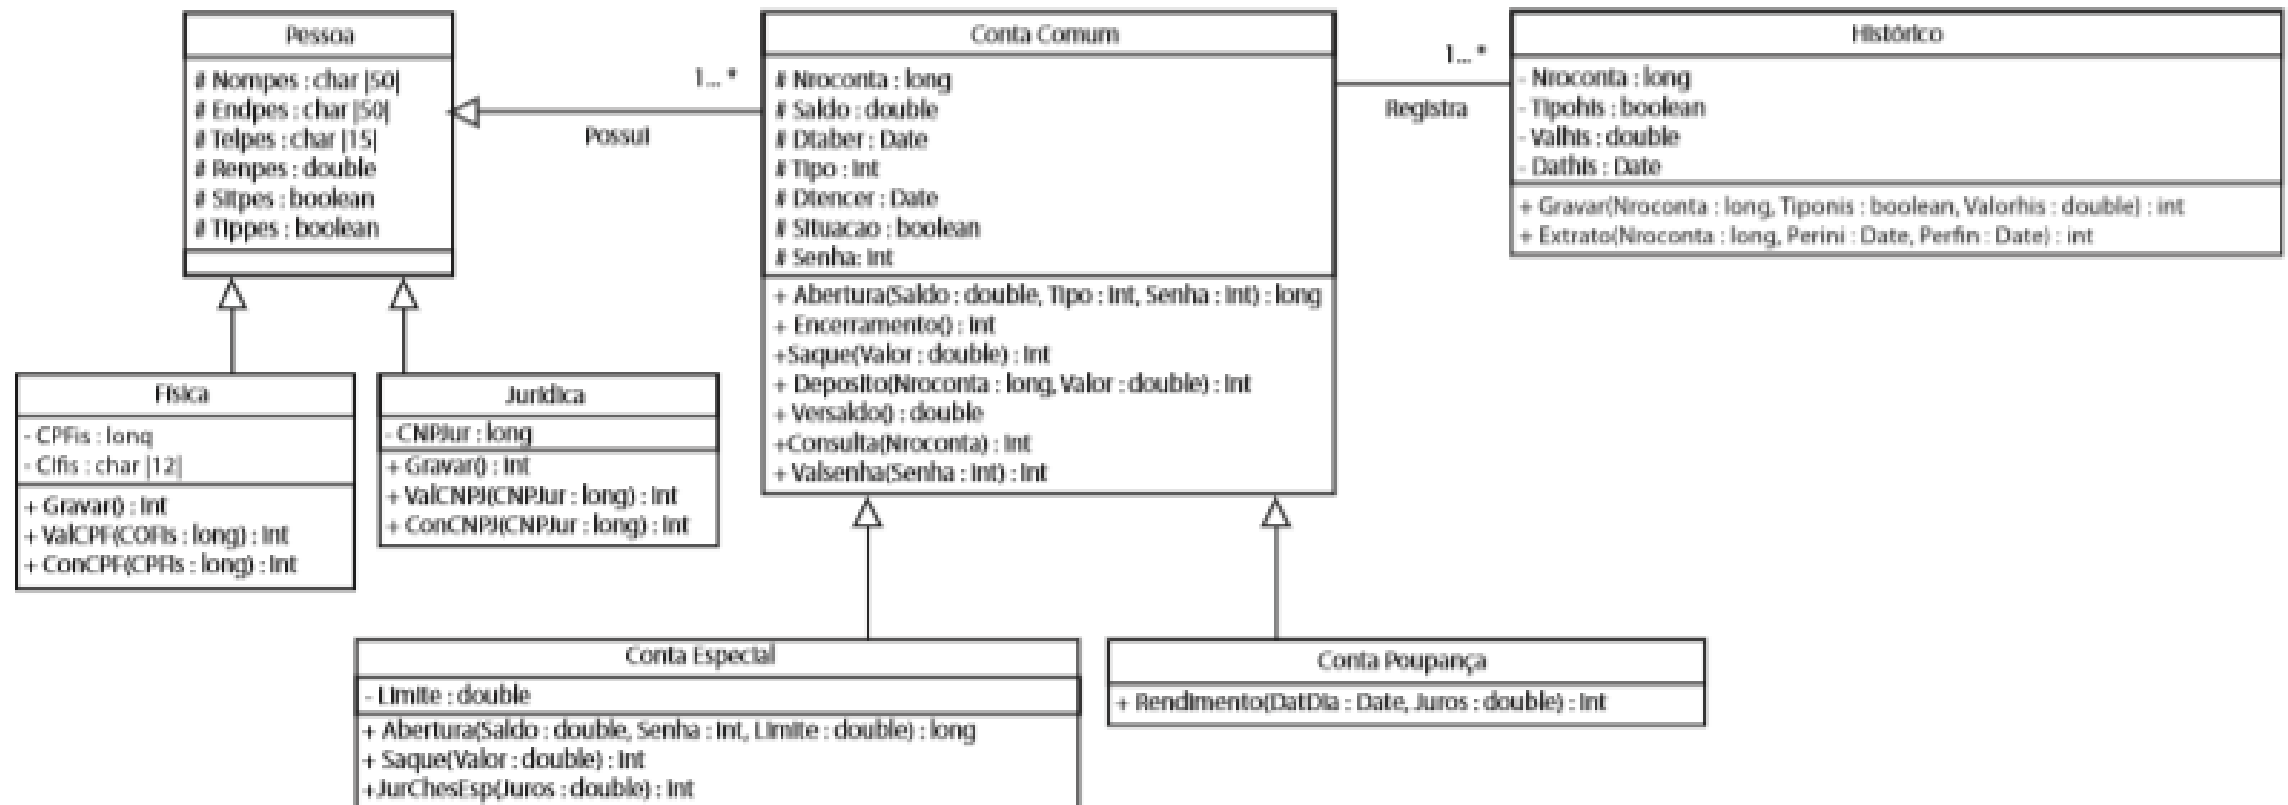 Pessoa
# Nompes : char |50|
# Endpes : char |50|
# Telpes : char |15|
# Renpes : double
# Sitpes : boolean
# Tippes : boolean
1... *
Possui
Conta Comum
# Nroconta : long
# Saldo : double
# Dtaber : Date
# Tipo : int
# Dtencer : Date
# Situacao : boolean
# Senha: int
+ Abertura(Saldo : double, Tipo : int, Senha : int) : long
+ Encerramento() : int
+Saque(Valor : double) : int
+ Deposito(Nroconta : long, Valor : double) : int
+ Versaldo() : double
+Consulta(Nroconta) : int
+ Valsenha(Senha : int) : int
1... *
Registra
Histórico
- Nroconta : long
- Tipohis : boolean
- Valhis : double
- Dathis : Date
+ Gravar(Nroconta : long, Tiponis : boolean, Valorhis : double) : int
+ Extrato(Nroconta : long, Perini : Date, Perfin : Date) : int
Física
- CPFis : long
- CIfis : char |12|
+ Gravar() : int
+ ValCPF(COFis : long) : int
+ ConCPF(CPFis : long) : int
Jurídica
- CNPJur : long
+ Gravar() : int
+ ValCNPJ(CNPJur : long) : int
+ ConCNPJ(CNPJur : long) : int
Conta Especial
- Limite : double
+ Abertura(Saldo : double, Senha : int, Limite : double) : long
+ Saque(Valor : double) : int
+JurChesEsp(Juros : double) : int
Conta Poupança
+ Rendimento(DatDia : Date, Juros : double) : int